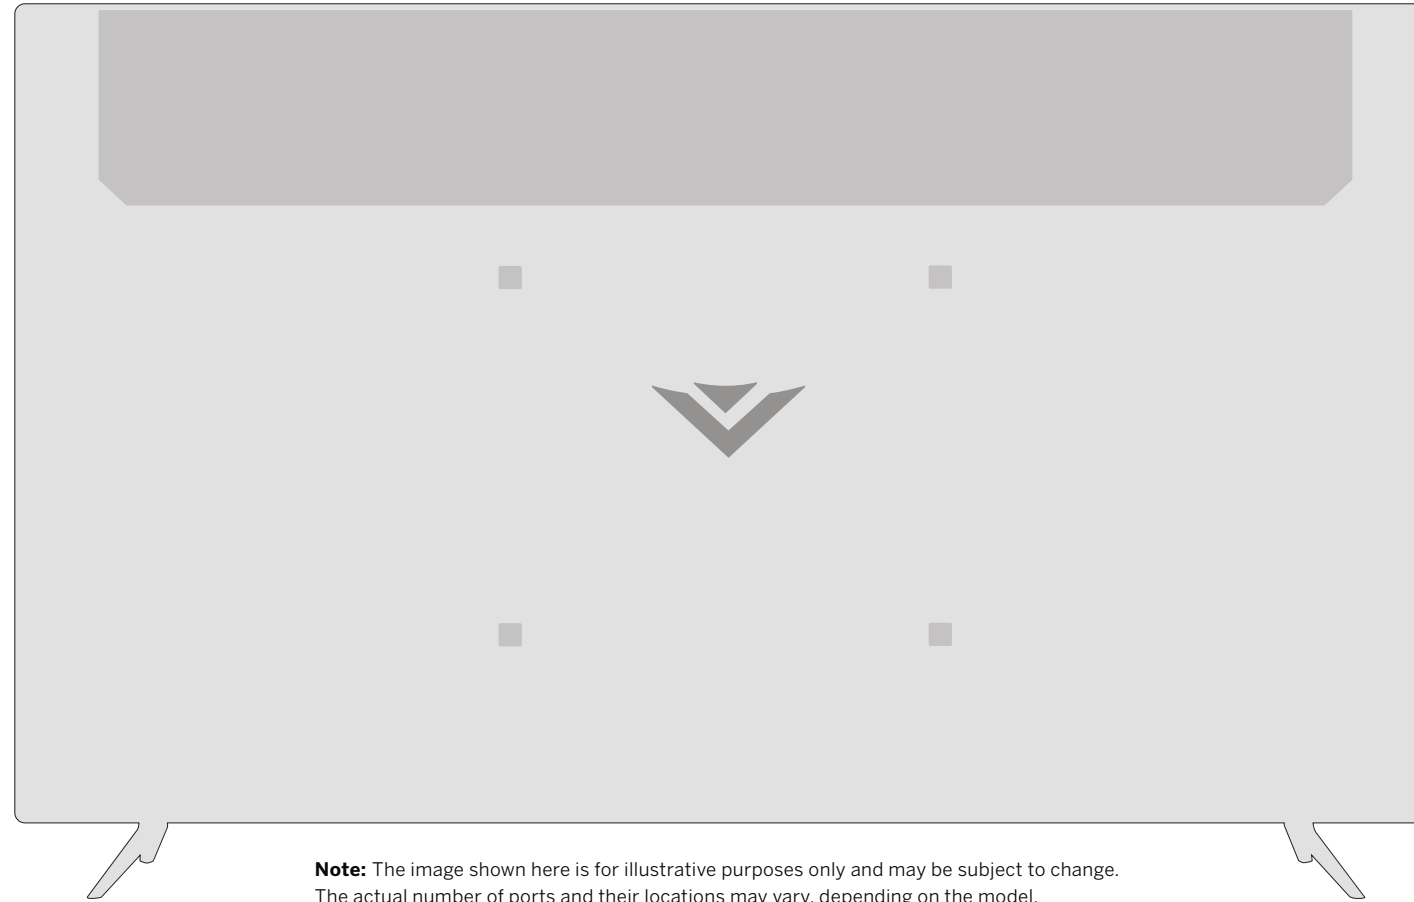 Note: The image shown here is for illustrative purposes only and may be subject to change.
The actual number of ports and their locations may vary, depending on the model.